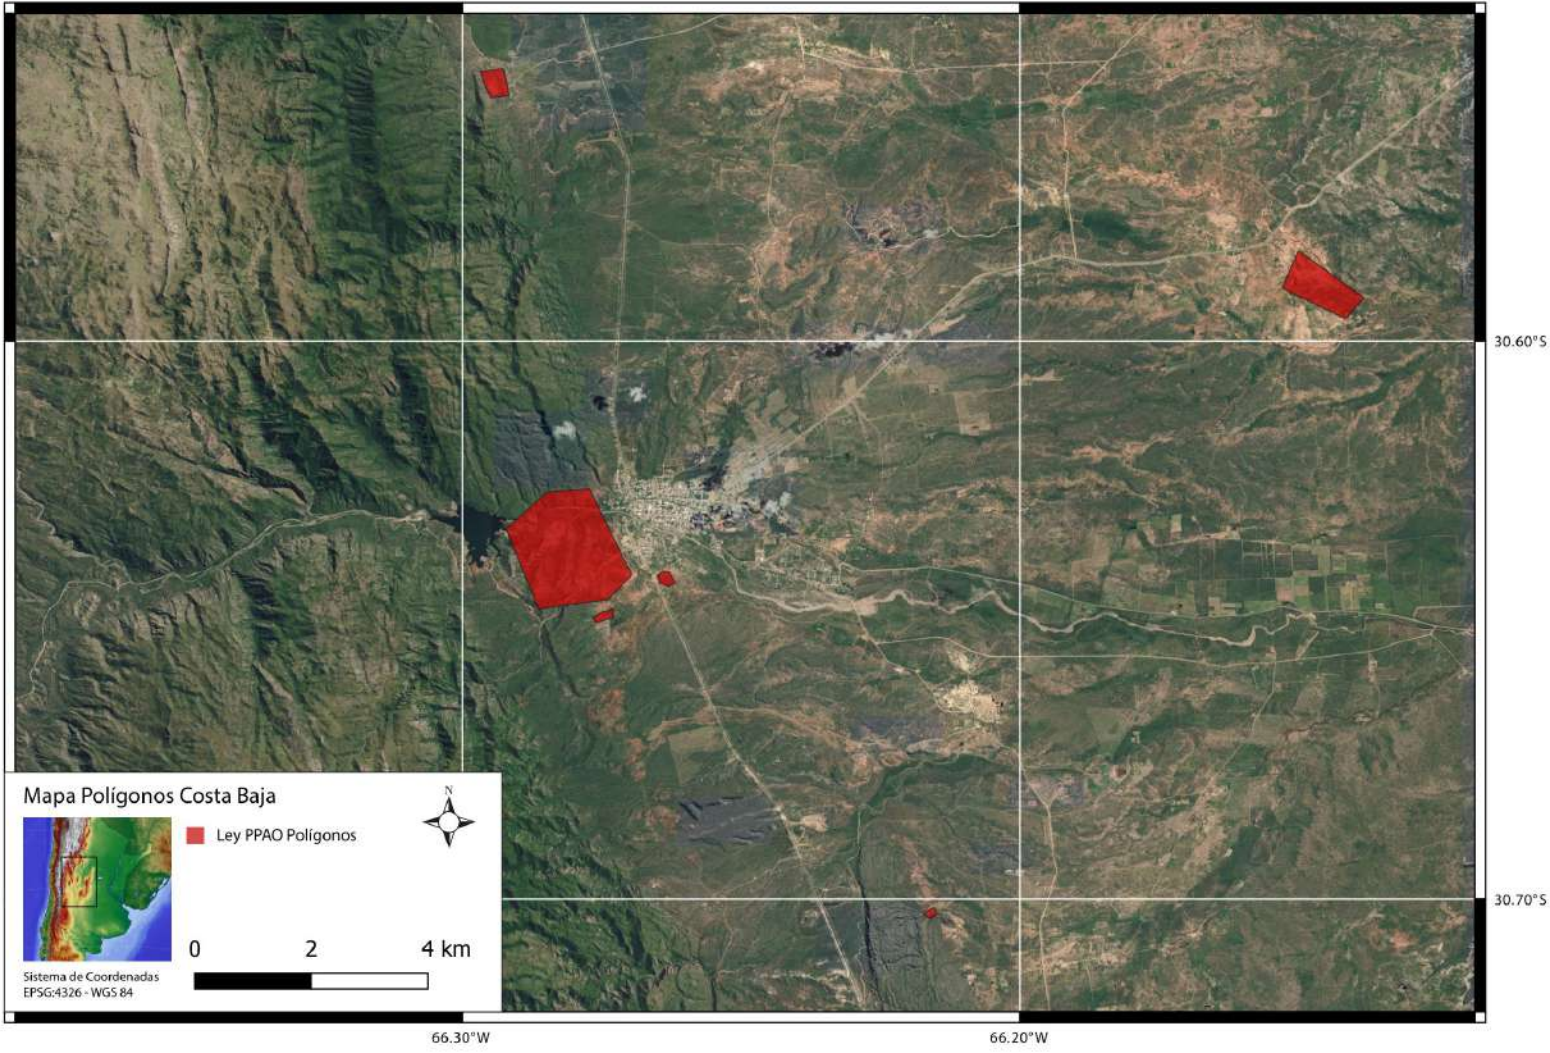 30.60°S
Mapa Polígonos Costa Baja
N
Ley PPAO Polígonos
30.70°S
0 2 4 km
Sistema de Coordenadas
EPSG:4326 - WGS 84
66.30°W 66.20°W